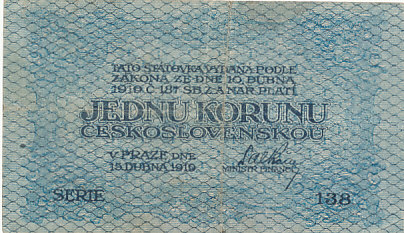 TATO STÁTOVKA VYDANÁ PODLE
ZÁKONA ZE DNE 10. DUBNA
1919 Č 187 SB. Z. A NAR. PLATÍ
JEDNU KORUNU
ČESKOSLOVENSKOU
V PRAZE DNE
15. DUBNA 1919
MINISTR FINANCÍ
SERIE 138